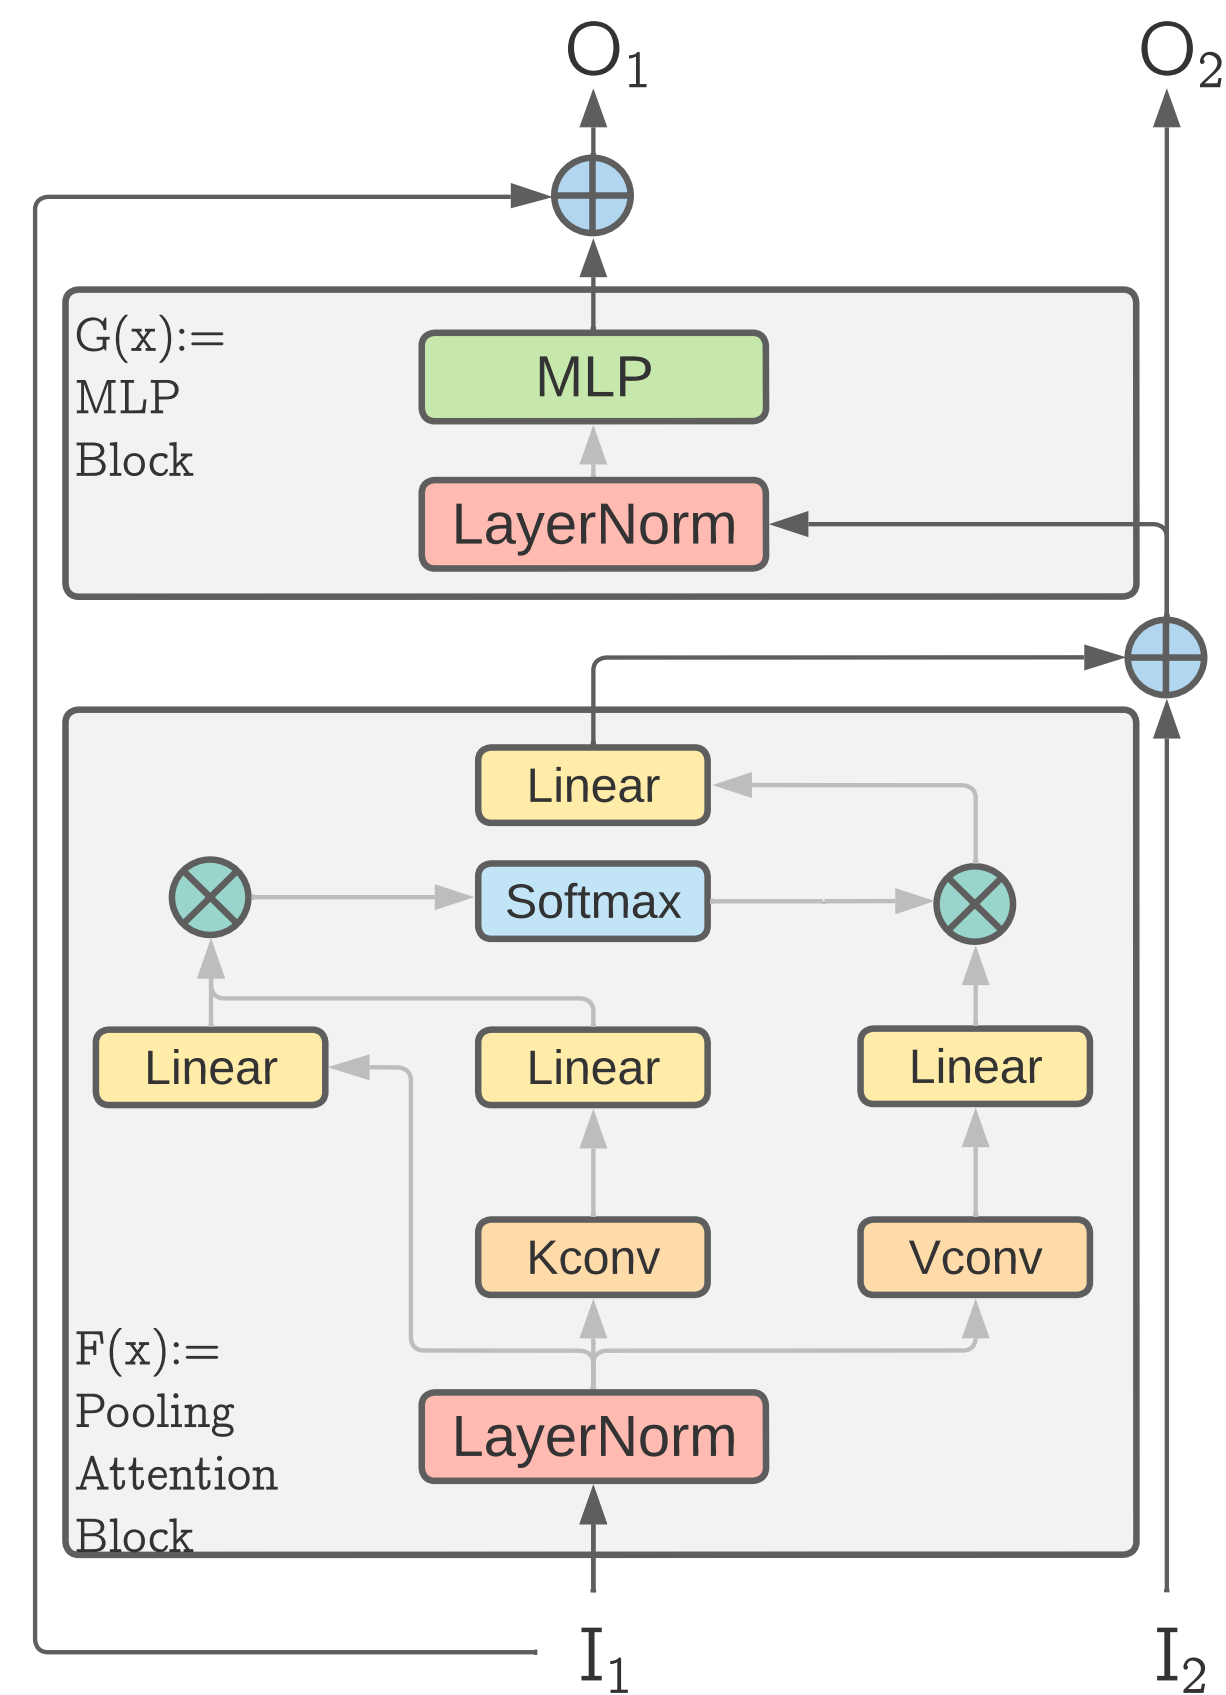 O₁
O₂
G(x):=
MLP
Block
MLP
LayerNorm
Linear
Softmax
Linear
Linear
Linear
Kconv
Vconv
F(x):=
Pooling
Attention
Block
LayerNorm
I₁
I₂